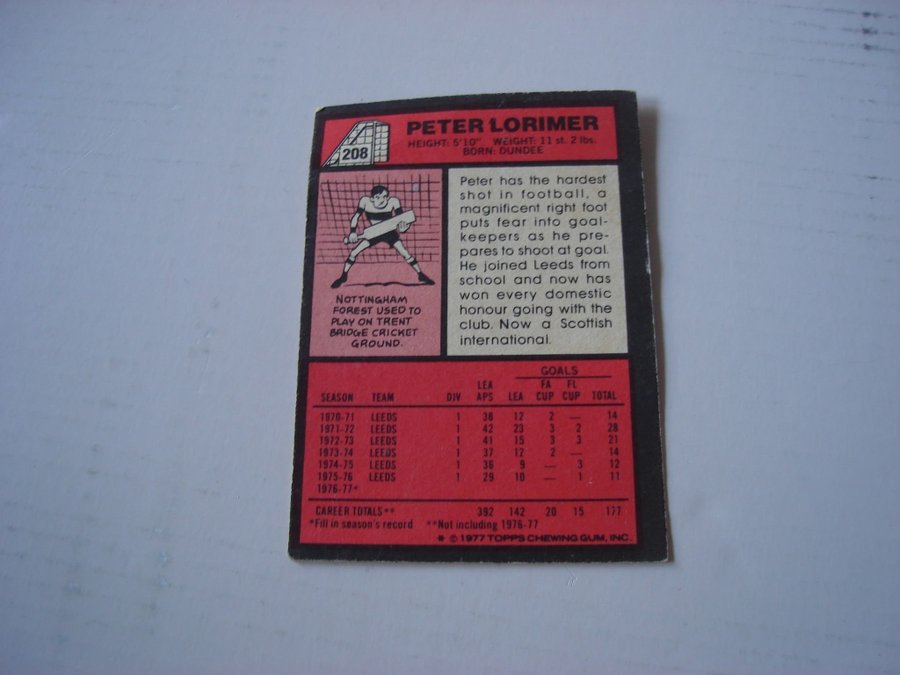 208
PETER LORIMER
HEIGHT: 5'10" WEIGHT: 11 st. 2 lbs.
BORN: DUNDEE
Peter has the hardest
shot in football, a
magnificent right foot
puts fear into goal-
keepers as he pre-
pares to shoot at goal.
He joined Leeds from
school and now has
won every domestic
honour going with the
club. Now a Scottish
international.
NOTTINGHAM
FOREST USED TO
PLAY ON TRENT
BRIDGE CRICKET
GROUND.
GOALS
LEA FA FL
SEASON TEAM DIV APS LEA CUP CUP TOTAL
1970-71 LEEDS 1 38 12 2 — 14
1971-72 LEEDS 1 42 23 3 2 28
1972-73 LEEDS 1 41 15 3 3 21
1973-74 LEEDS 1 37 12 2 — 14
1974-75 LEEDS 1 36 9 — 3 12
1975-76 LEEDS 1 29 10 — 1 11
1976-77*
CAREER TOTALS** 392 142 20 15 177
*Fill in season's record **Not including 1976-77
* © 1977 TOPPS CHEWING GUM, INC.